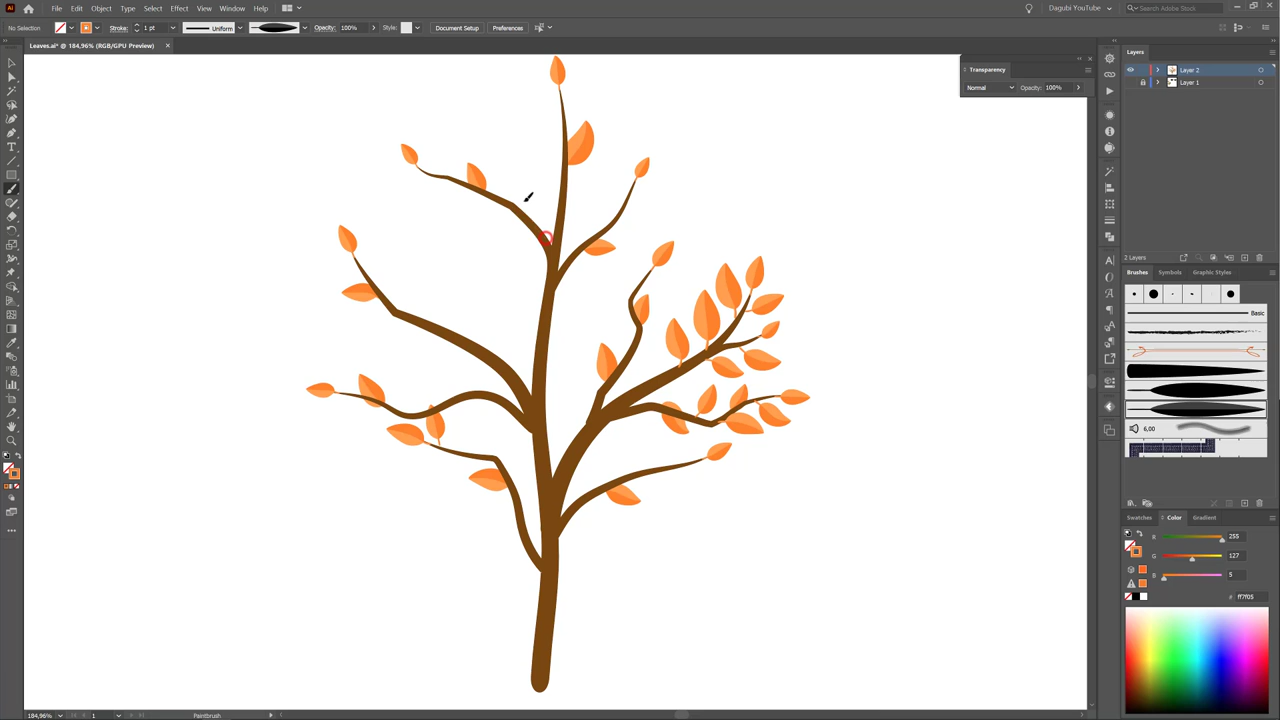 Ai File Edit Object Type Select Effect View Window Help Dagubi YouTube Search Adobe Stock
No Selection Stroke: 1 pt Uniform Opacity: 100% Style: Document Setup Preferences
Leaves.ai* @ 184,96% (RGB/GPU Preview)
Transparency
Normal Opacity: 100%
Layers
Layer 2
Layer 1
2 Layers
Brushes Symbols Graphic Styles
Basic
6,00
Swatches Color Gradient
R 255
G 127
B 5
# ff7f05
184,96% 1 Paintbrush